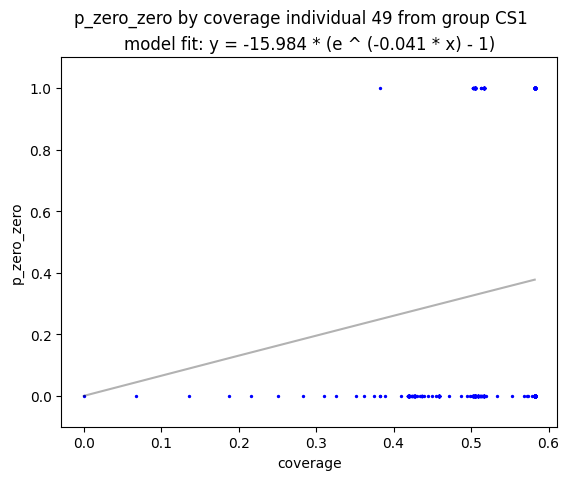 p_zero_zero by coverage individual 49 from group CS1
model fit: y = -15.984 * (e ^ (-0.041 * x) - 1)
1.0
0.8
0.6
0.4
0.2
0.0
p_zero_zero
0.0 0.1 0.2 0.3 0.4 0.5 0.6
coverage